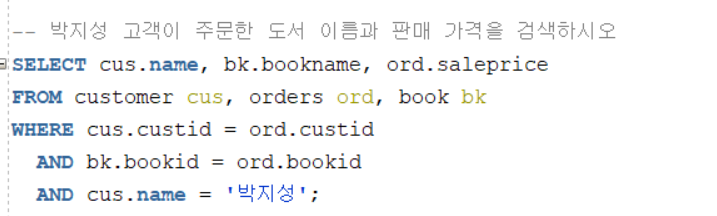 -- 박지성 고객이 주문한 도서 이름과 판매 가격을 검색하시오
SELECT cus.name, bk.bookname, ord.saleprice
FROM customer cus, orders ord, book bk
WHERE cus.custid = ord.custid
AND bk.bookid = ord.bookid
AND cus.name = '박지성';